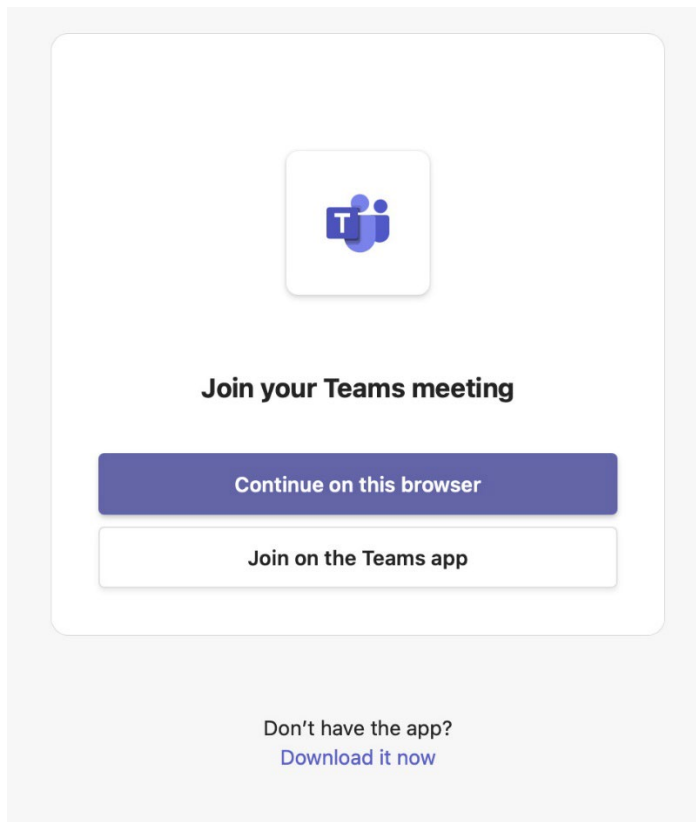 T
Join your Teams meeting
Continue on this browser
Join on the Teams app
Don’t have the app?
Download it now